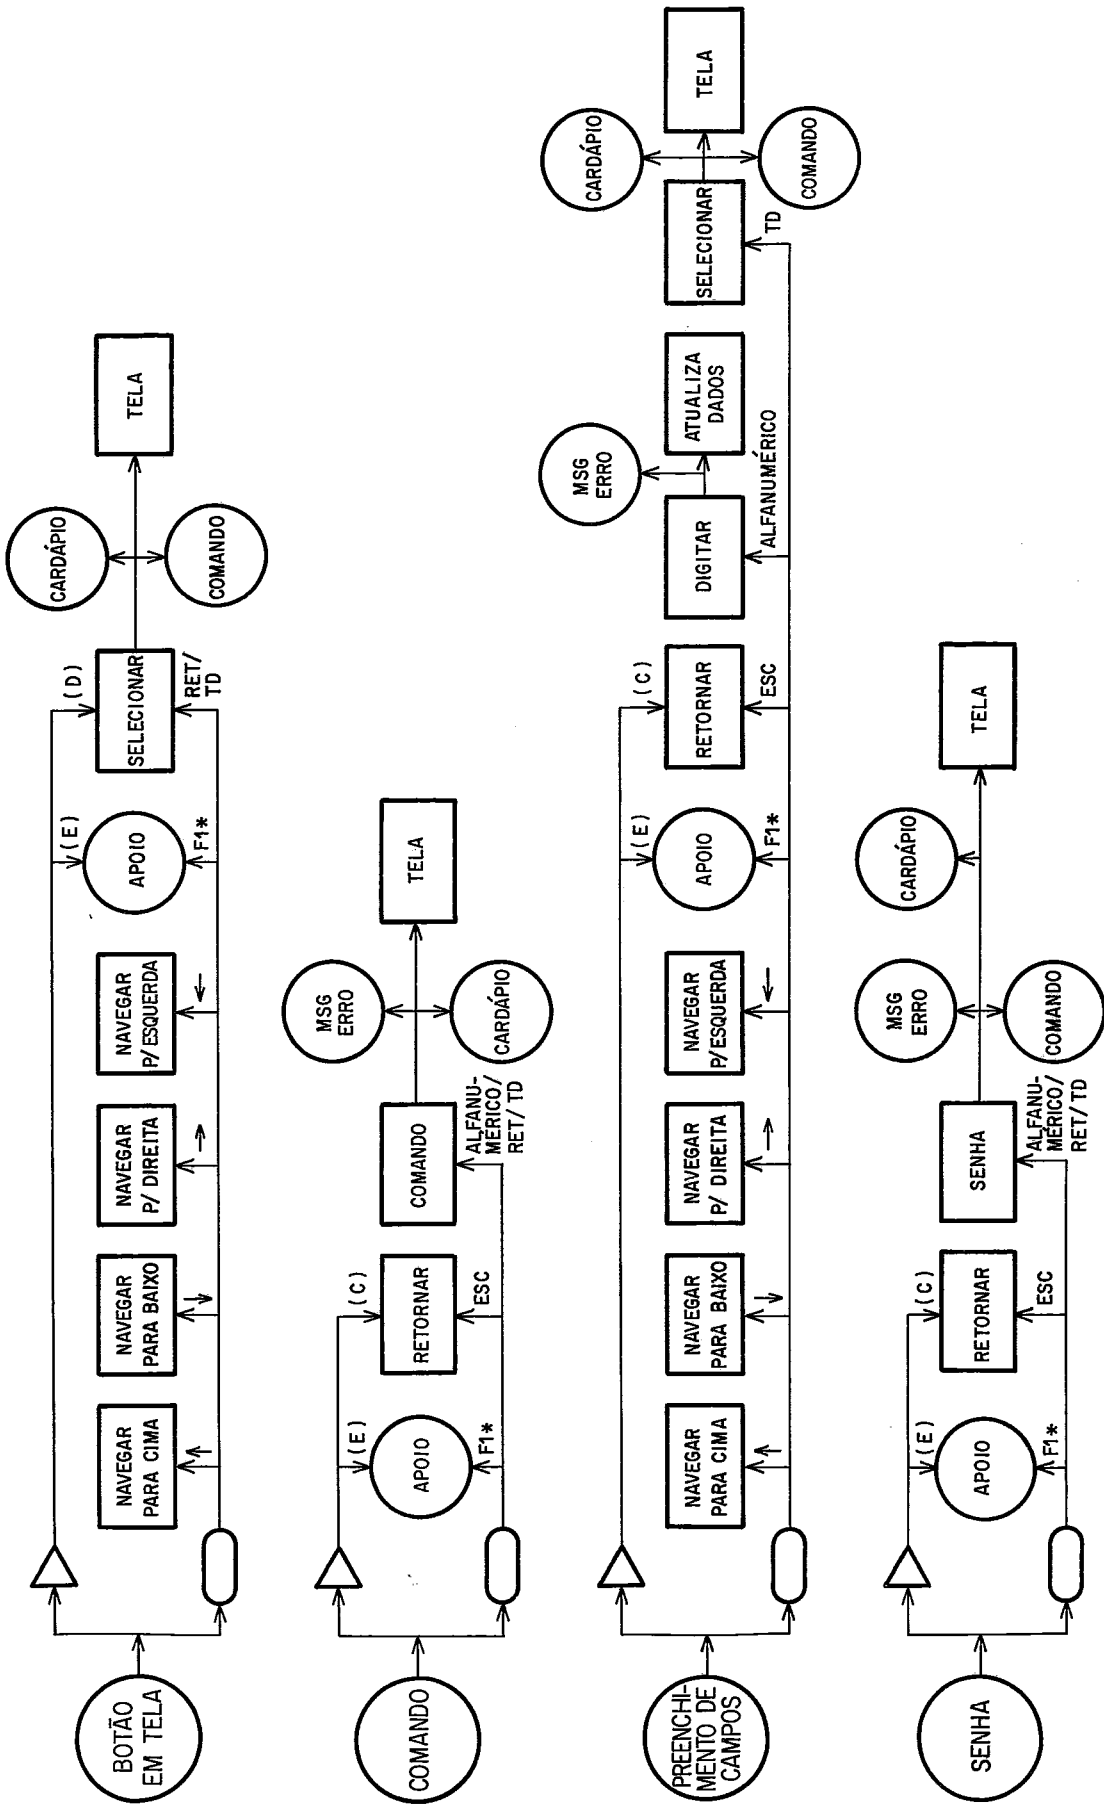 BOTÃO
EM TELA
NAVEGAR
PARA CIMA
NAVEGAR
PARA BAIXO
NAVEGAR
P/ DIREITA
NAVEGAR
P/ESQUERDA
(E)
APOIO
F1*
(D)
SELECIONAR
RET/
TD
CARDÁPIO
COMANDO
TELA
COMANDO
(E)
APOIO
F1*
(C)
RETORNAR
ESC
COMANDO
ALFANU-
MÉRICO/
RET/TD
MSG
ERRO
CARDÁPIO
TELA
PREENCHI-
MENTO DE
CAMPOS
NAVEGAR
PARA CIMA
NAVEGAR
PARA BAIXO
NAVEGAR
P/ DIREITA
NAVEGAR
P/ESQUERDA
(E)
APOIO
F1*
(C)
RETORNAR
ESC
DIGITAR
ALFANUMÉRICO
MSG
ERRO
ATUALIZA
DADOS
SELECIONAR
TD
CARDÁPIO
COMANDO
TELA
SENHA
(E)
APOIO
F1*
(C)
RETORNAR
ESC
SENHA
ALFANU-
MÉRICO/
RET/TD
MSG
ERRO
COMANDO
CARDÁPIO
TELA